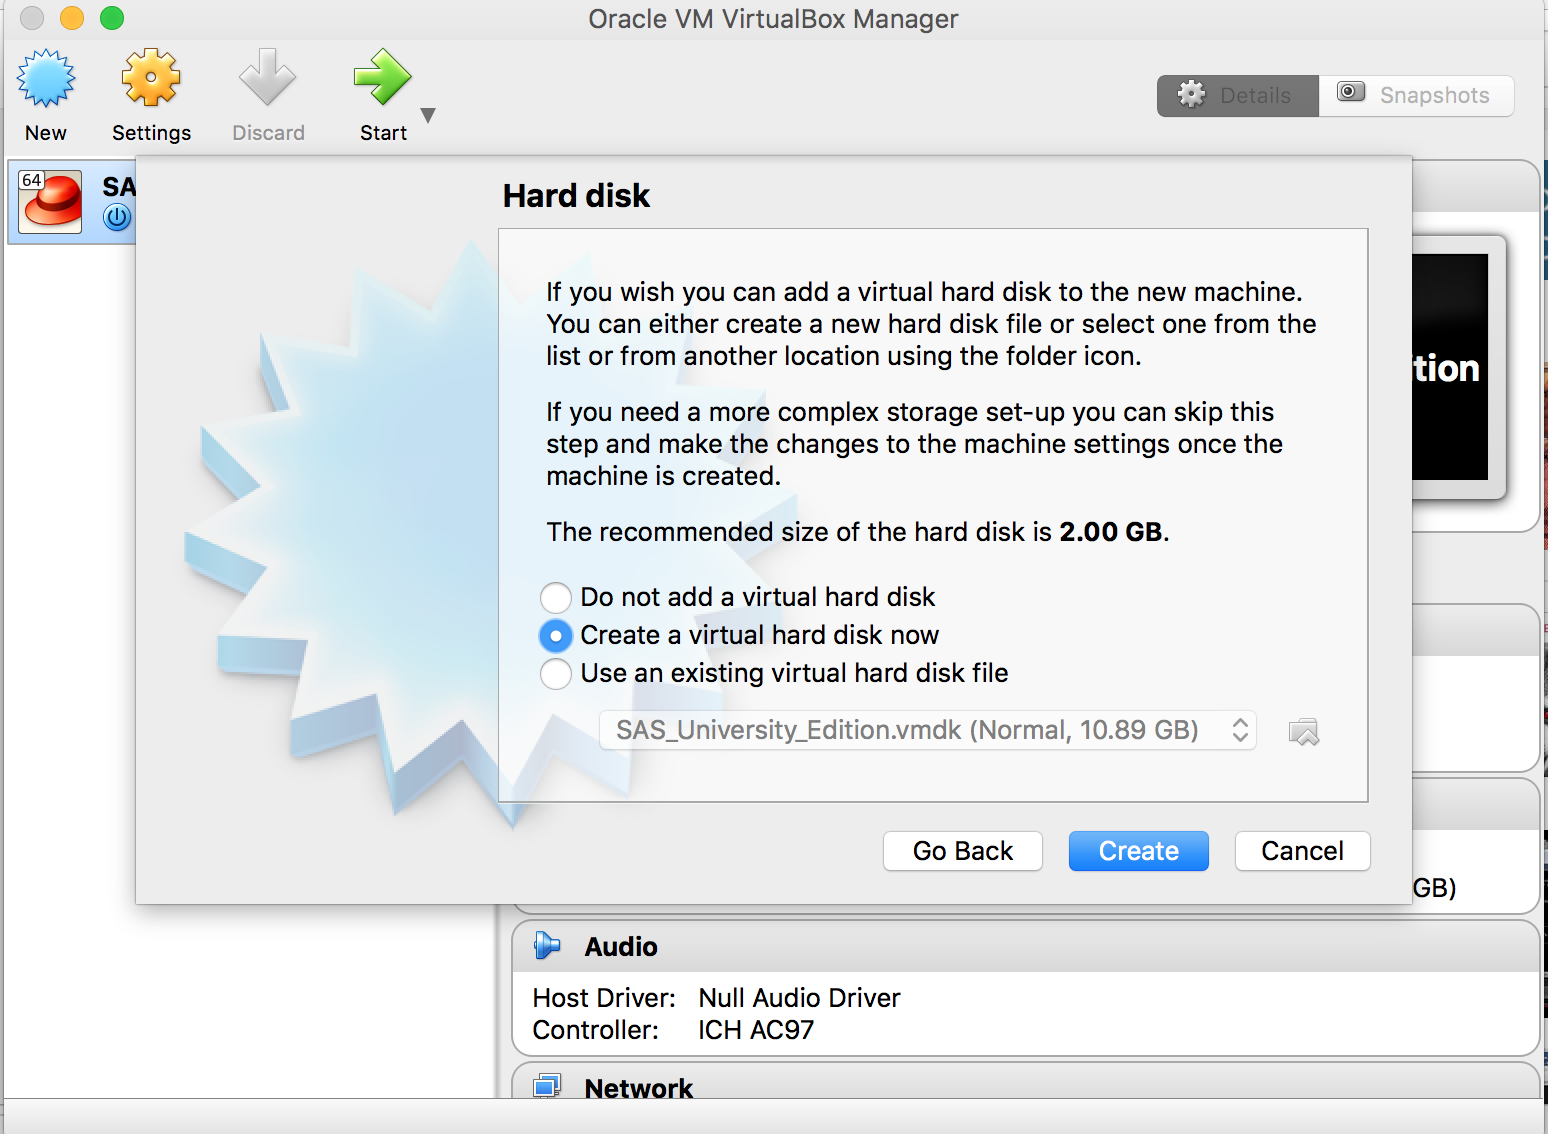 Oracle VM VirtualBox Manager
New
Settings
Discard
Start
Details
Snapshots
64
SA
Hard disk
If you wish you can add a virtual hard disk to the new machine.
You can either create a new hard disk file or select one from the
list or from another location using the folder icon.
If you need a more complex storage set-up you can skip this
step and make the changes to the machine settings once the
machine is created.
The recommended size of the hard disk is 2.00 GB.
Do not add a virtual hard disk
Create a virtual hard disk now
Use an existing virtual hard disk file
SAS_University_Edition.vmdk (Normal, 10.89 GB)
Go Back
Create
Cancel
ition
GB)
Audio
Host Driver: Null Audio Driver
Controller: ICH AC97
Network